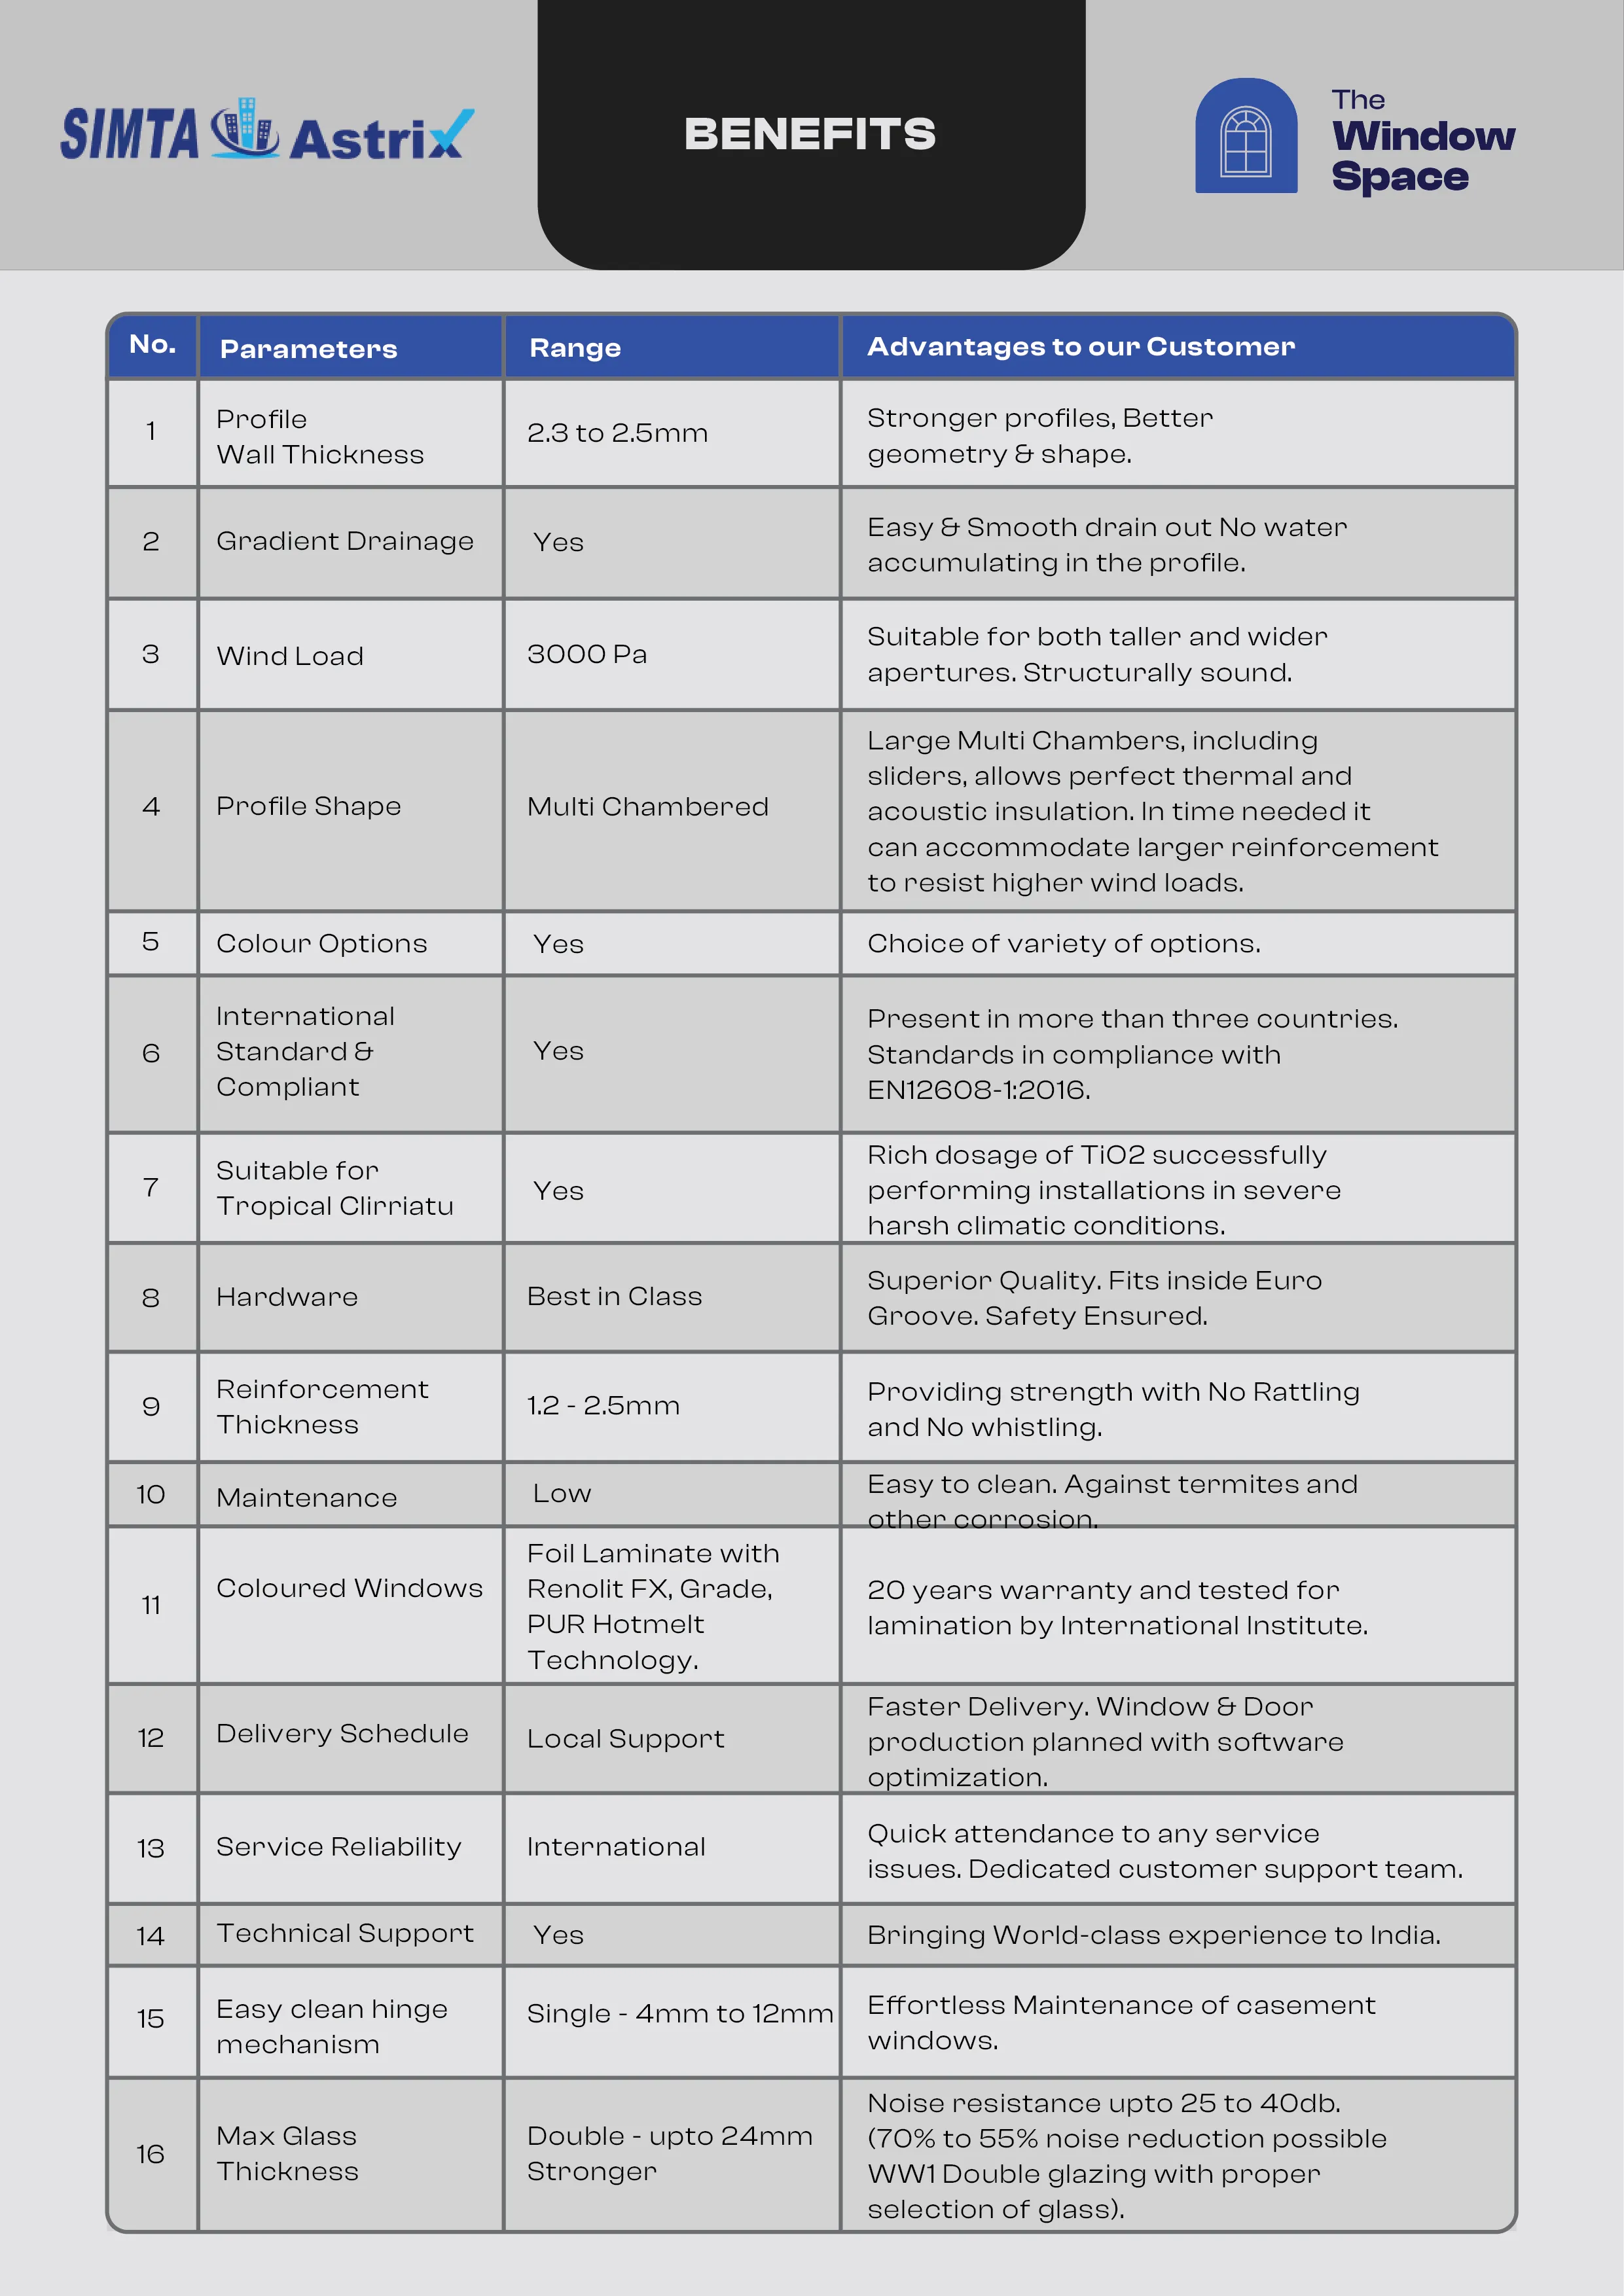 SIMTA Astrix
BENEFITS
The
Window
Space
No.
Parameters
Range
Advantages to our Customer
1
Profile
Wall Thickness
2.3 to 2.5mm
Stronger profiles, Better
geometry & shape.
2
Gradient Drainage
Yes
Easy & Smooth drain out No water
accumulating in the profile.
3
Wind Load
3000 Pa
Suitable for both taller and wider
apertures. Structurally sound.
4
Profile Shape
Multi Chambered
Large Multi Chambers, including
sliders, allows perfect thermal and
acoustic insulation. In time needed it
can accommodate larger reinforcement
to resist higher wind loads.
5
Colour Options
Yes
Choice of variety of options.
6
International
Standard &
Compliant
Yes
Present in more than three countries.
Standards in compliance with
EN12608-1:2016.
7
Suitable for
Tropical Clirriatu
Yes
Rich dosage of TiO2 successfully
performing installations in severe
harsh climatic conditions.
8
Hardware
Best in Class
Superior Quality. Fits inside Euro
Groove. Safety Ensured.
9
Reinforcement
Thickness
1.2 - 2.5mm
Providing strength with No Rattling
and No whistling.
10
Maintenance
Low
Easy to clean. Against termites and
other corrosion.
11
Coloured Windows
Foil Laminate with
Renolit FX, Grade,
PUR Hotmelt
Technology.
20 years warranty and tested for
lamination by International Institute.
12
Delivery Schedule
Local Support
Faster Delivery. Window & Door
production planned with software
optimization.
13
Service Reliability
International
Quick attendance to any service
issues. Dedicated customer support team.
14
Technical Support
Yes
Bringing World-class experience to India.
15
Easy clean hinge
mechanism
Single - 4mm to 12mm
Effortless Maintenance of casement
windows.
16
Max Glass
Thickness
Double - upto 24mm
Stronger
Noise resistance upto 25 to 40db.
(70% to 55% noise reduction possible
WW1 Double glazing with proper
selection of glass).